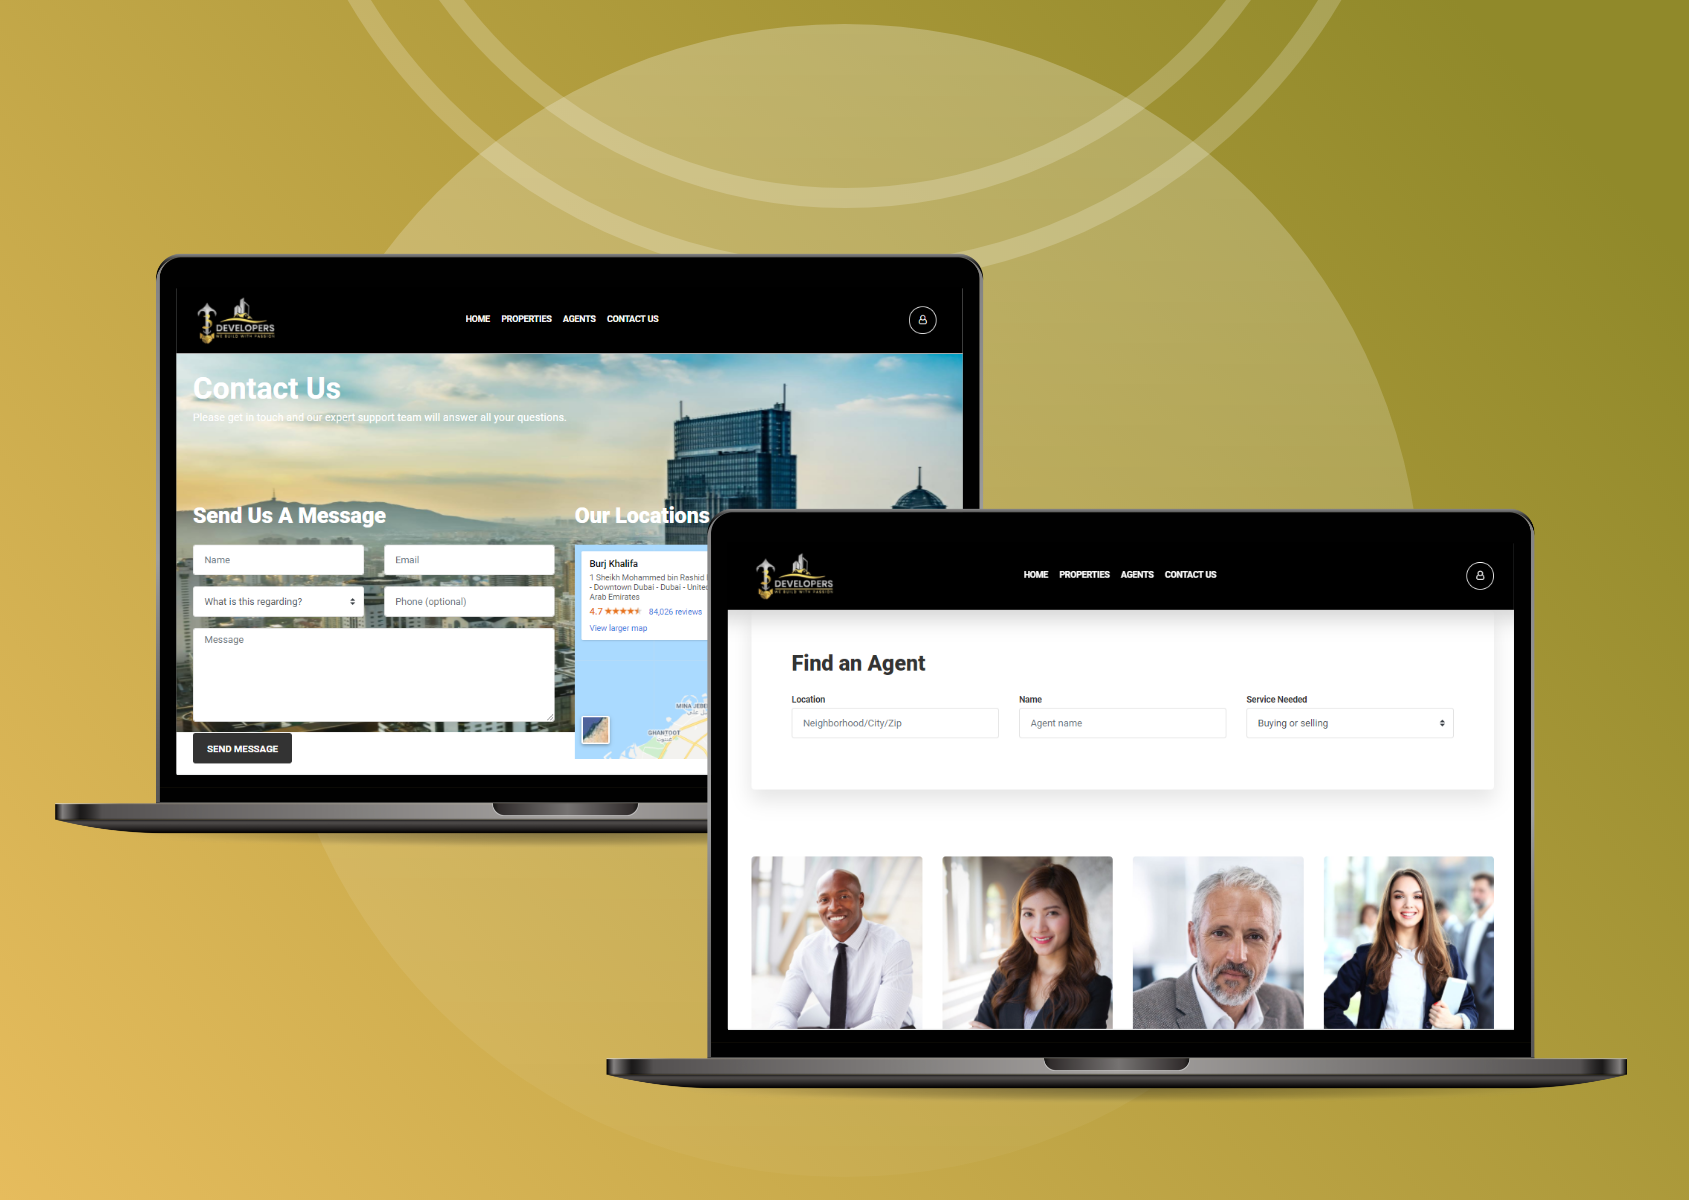 DEVELOPERS
WE BUILD WITH PASSION
HOME PROPERTIES AGENTS CONTACT US
Contact Us
Please get in touch and our expert support team will answer all your questions.
Send Us A Message
Name
Email
What is this regarding?
Phone (optional)
Message
SEND MESSAGE
Our Locations
Burj Khalifa
1 Sheikh Mohammed bin Rashid
- Downtown Dubai - Dubai - United
Arab Emirates
4.7 ★★★★★ 84,026 reviews
View larger map
MINA JEBE
GHANTOOT
غنتوت
DEVELOPERS
WE BUILD WITH PASSION
HOME PROPERTIES AGENTS CONTACT US
Find an Agent
Location
Neighborhood/City/Zip
Name
Agent name
Service Needed
Buying or selling